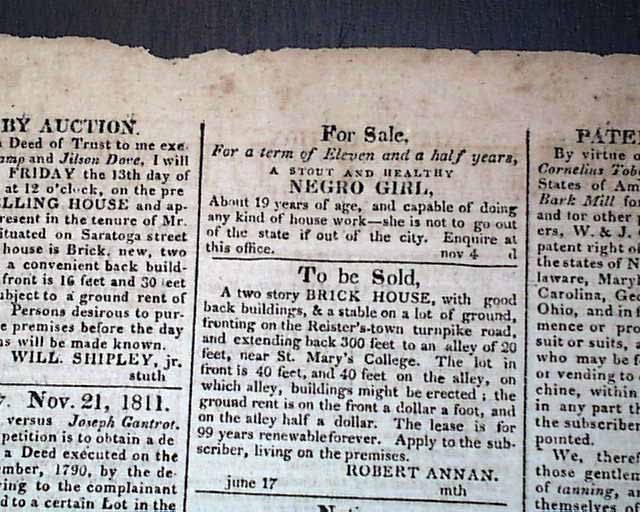 BY AUCTION.
a Deed of Trust to me exe-
amp and Jilson Dove, I will
FRIDAY the 13th day of
at 12 o'clock, on the pre
ELLING HOUSE and ap-
resent in the tenure of Mr.
situated on Saratoga street
house is Brick, new, two
a convenient back build-
front is 16 feet and 30 feet
subject to a ground rent of
Persons desirous to pur-
e premises before the day
ns will be made known.
WILL. SHIPLEY, jr.
stuth
y. Nov. 21, 1811.
versus Joseph Gantrot.
petition is to obtain a de
a Deed executed on the
ember, 1790, by the de-
ing to the complainant
d to a certain Lot in the
For Sale,
For a term of Eleven and a half years,
A STOUT AND HEALTHY
NEGRO GIRL,
About 19 years of age, and capable of doing
any kind of house work—she is not to go out
of the state if out of the city. Enquire at
this office. nov 4 d
To be Sold,
A two story BRICK HOUSE, with good
back buildings, & a stable on a lot of ground,
fronting on the Reister's-town turnpike road,
and extending back 300 feet to an alley of 20
feet, near St. Mary's College. The lot in
front is 40 feet, and 40 feet on the alley, on
which alley, buildings might be erected; the
ground rent is on the front a dollar a foot, and
on the alley half a dollar. The lease is for
99 years renewable forever. Apply to the sub-
scriber, living on the premises.
ROBERT ANNAN.
june 17 mth
PATE
By virtue o
Cornelius Tobe
States of Am
Bark Mill for
and for other
ers, W. & J.
patent right of
the states of N
laware, Maryl
Carolina, Geo
Ohio, and in f
mence or pro
suit or suits, a
who may be f
or vending to
chine, within
in any part th
the subscriber
pointed.
We, theref
those gentlem
of tanning, a
themselves o